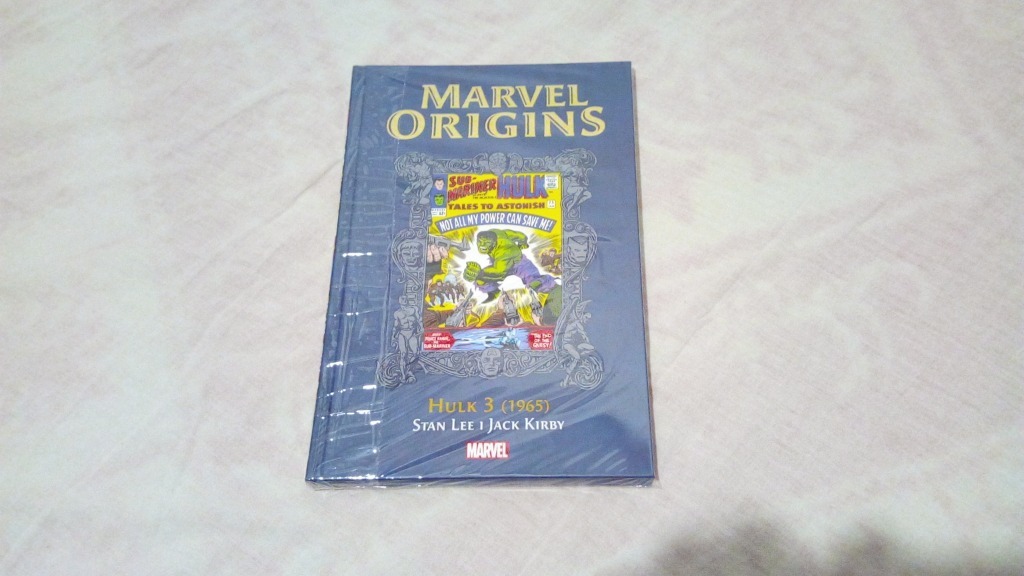 MARVEL
ORIGINS
SUB-
MARINER
HULK
TALES TO ASTONISH
NOT ALL MY POWER CAN SAVE ME!
HULK 3 (1965)
STAN LEE I JACK KIRBY
MARVEL